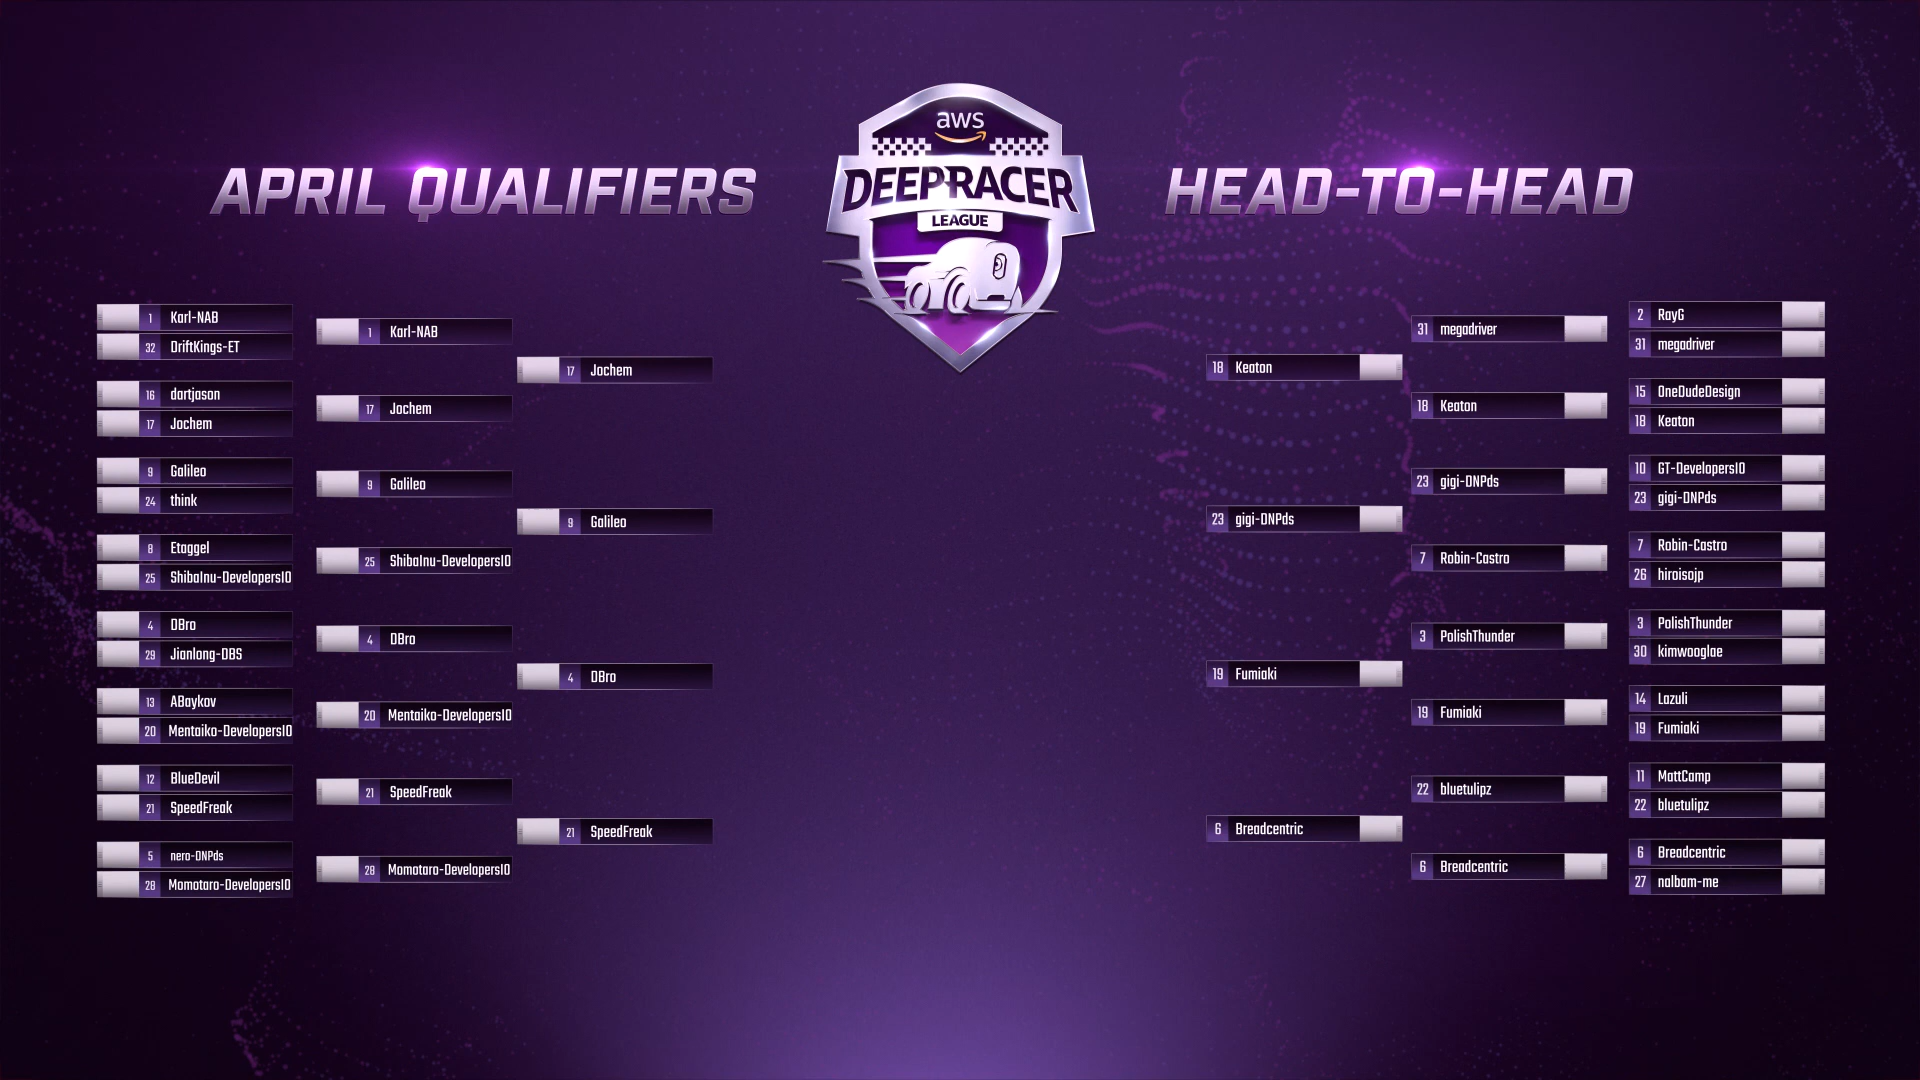 aws
DEEPRACER
LEAGUE
APRIL QUALIFIERS
HEAD-TO-HEAD
1 Karl-NAB
32 DriftKings-ET
16 dartjason
17 Jochem
9 Galileo
24 think
8 Etaggel
25 ShibaInu-DevelopersIO
4 DBro
29 Jianlong-DBS
13 ABaykov
20 Mentaiko-DevelopersIO
12 BlueDevil
21 SpeedFreak
5 nero-DNPds
28 Momotaro-DevelopersIO
1 Karl-NAB
17 Jochem
9 Galileo
25 ShibaInu-DevelopersIO
4 DBro
20 Mentaiko-DevelopersIO
21 SpeedFreak
28 Momotaro-DevelopersIO
17 Jochem
9 Galileo
4 DBro
21 SpeedFreak
18 Keaton
23 gigi-DNPds
19 Fumiaki
6 Breadcentric
31 megadriver
18 Keaton
23 gigi-DNPds
7 Robin-Castro
3 PolishThunder
19 Fumiaki
22 bluetulipz
6 Breadcentric
2 RayG
31 megadriver
15 OneDudeDesign
18 Keaton
10 GT-DevelopersIO
23 gigi-DNPds
7 Robin-Castro
26 hiroisojp
3 PolishThunder
30 kimwooglae
14 Lazuli
19 Fumiaki
11 MattCamp
22 bluetulipz
6 Breadcentric
27 nalbam-me